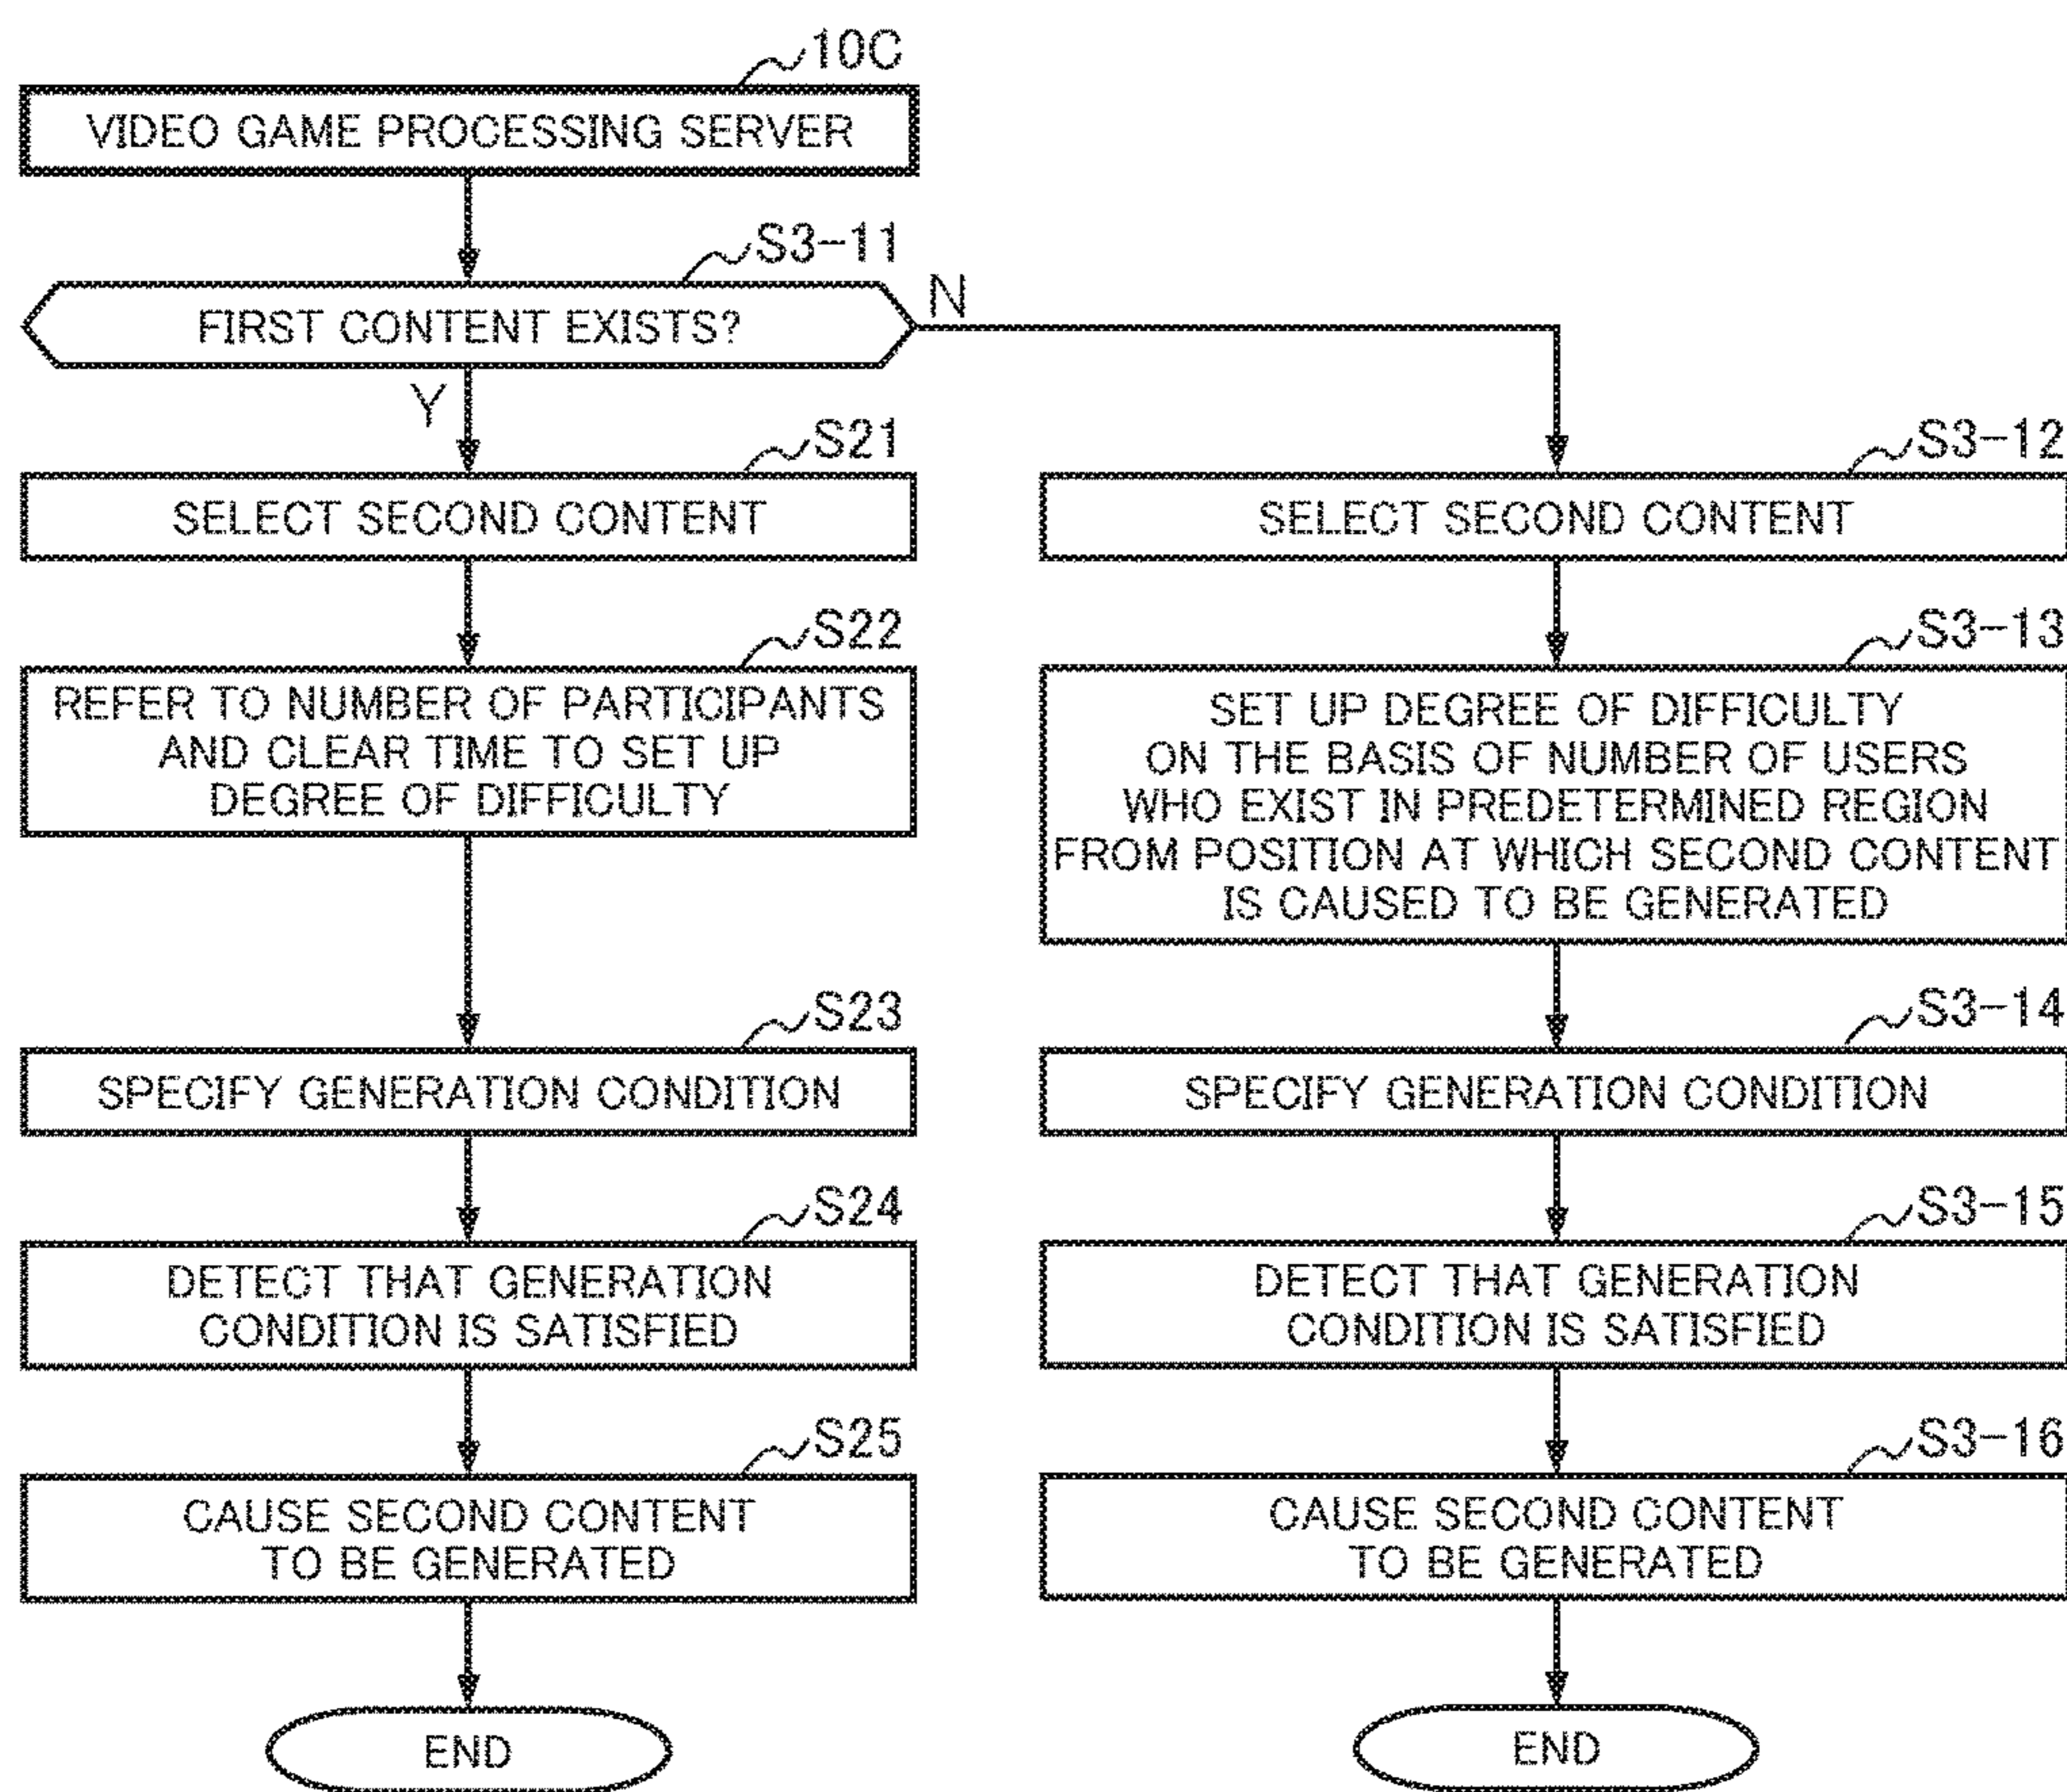 10C
VIDEO GAME PROCESSING SERVER
S3-11
FIRST CONTENT EXISTS?
N
Y
S21
SELECT SECOND CONTENT
S22
REFER TO NUMBER OF PARTICIPANTS
AND CLEAR TIME TO SET UP
DEGREE OF DIFFICULTY
S23
SPECIFY GENERATION CONDITION
S24
DETECT THAT GENERATION
CONDITION IS SATISFIED
S25
CAUSE SECOND CONTENT
TO BE GENERATED
END
S3-12
SELECT SECOND CONTENT
S3-13
SET UP DEGREE OF DIFFICULTY
ON THE BASIS OF NUMBER OF USERS
WHO EXIST IN PREDETERMINED REGION
FROM POSITION AT WHICH SECOND CONTENT
IS CAUSED TO BE GENERATED
S3-14
SPECIFY GENERATION CONDITION
S3-15
DETECT THAT GENERATION
CONDITION IS SATISFIED
S3-16
CAUSE SECOND CONTENT
TO BE GENERATED
END